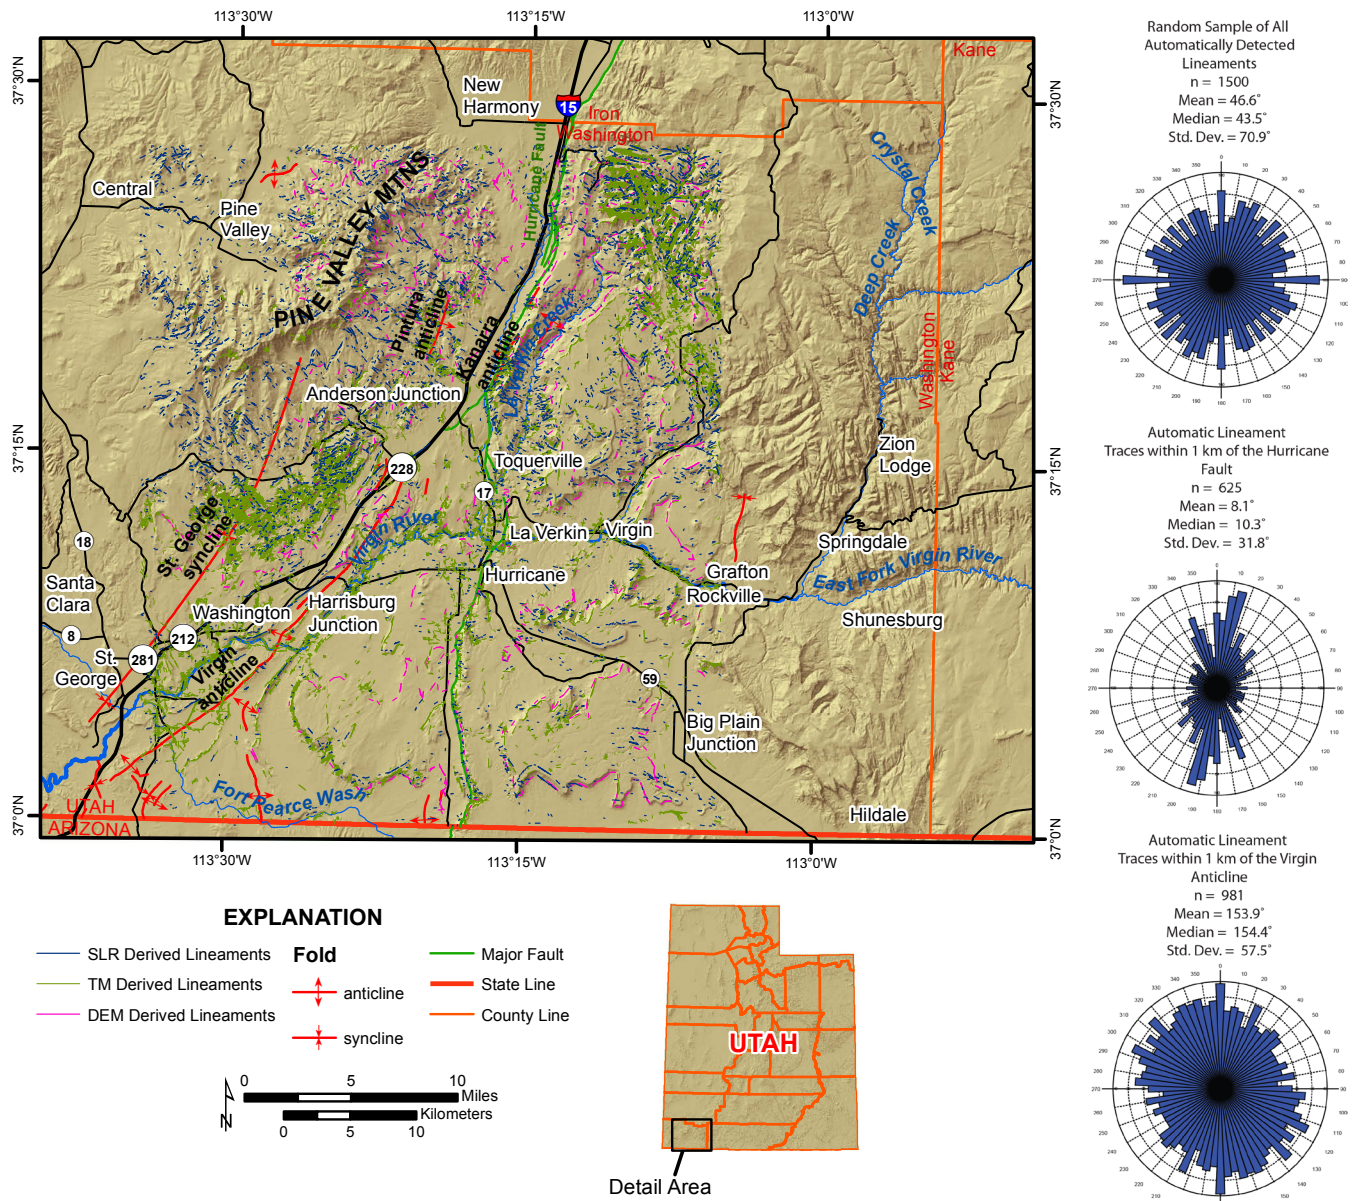 113°30'W
113°15'W
113°0'W
37°30'N
37°15'N
37°0'N
37°30'N
37°15'N
37°0'N
Kane
New
Harmony
15
Iron
Washington
Hurricane Fault
Crystal Creek
Central
Pine
Valley
PINE VALLEY MTNS
Deep Creek
Pintura
anticline
Kanarra
anticline
La Verkin Creek
Washington
Kane
Anderson Junction
Zion
Lodge
Toquerville
228
17
St. George
syncline
Virgin River
La Verkin
Virgin
18
Springdale
Santa
Clara
Hurricane
Grafton
East Fork Virgin River
Rockville
Washington
Harrisburg
Junction
Shunesburg
8
212
St.
George
281
Virgin
anticline
59
Big Plain
Junction
Fort Pearce Wash
UTAH
ARIZONA
Hildale
113°30'W
113°15'W
113°0'W
EXPLANATION
SLR Derived Lineaments
TM Derived Lineaments
DEM Derived Lineaments
Fold
anticline
syncline
Major Fault
State Line
County Line
0 5 10
Miles
Kilometers
0 5 10
N
UTAH
Detail Area
Random Sample of All
Automatically Detected
Lineaments
n = 1500
Mean = 46.6°
Median = 43.5°
Std. Dev. = 70.9°
Automatic Lineament
Traces within 1 km of the Hurricane
Fault
n = 625
Mean = 8.1°
Median = 10.3°
Std. Dev. = 31.8°
Automatic Lineament
Traces within 1 km of the Virgin
Anticline
n = 981
Mean = 153.9°
Median = 154.4°
Std. Dev. = 57.5°